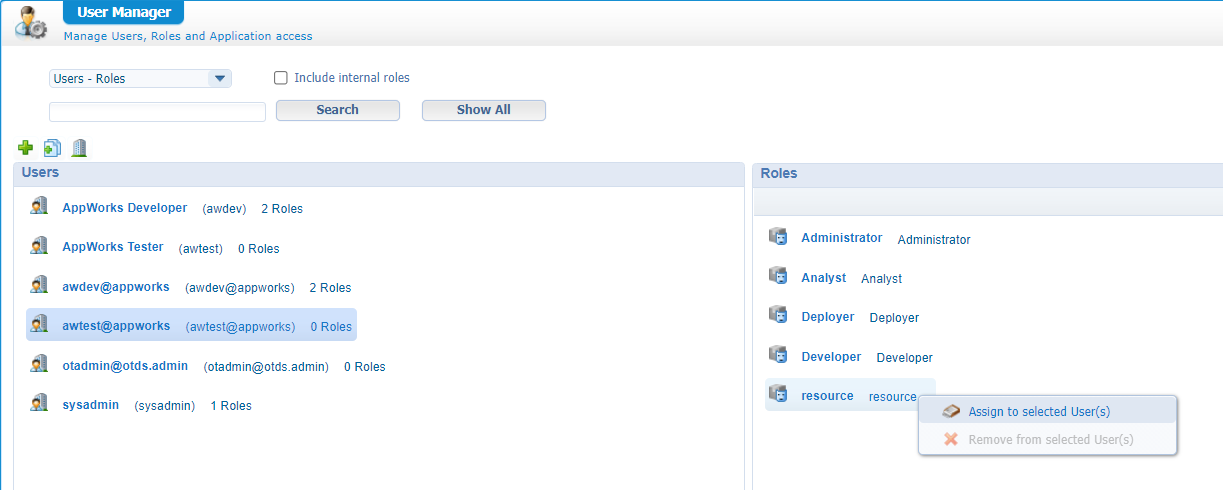 User Manager
Manage Users, Roles and Application access
Users - Roles Include internal roles
Search Show All
Users
AppWorks Developer (awdev) 2 Roles
AppWorks Tester (awtest) 0 Roles
awdev@appworks (awdev@appworks) 2 Roles
awtest@appworks (awtest@appworks) 0 Roles
otadmin@otds.admin (otadmin@otds.admin) 0 Roles
sysadmin (sysadmin) 1 Roles
Roles
Administrator Administrator
Analyst Analyst
Deployer Deployer
Developer Developer
resource resource
Assign to selected User(s)
Remove from selected User(s)